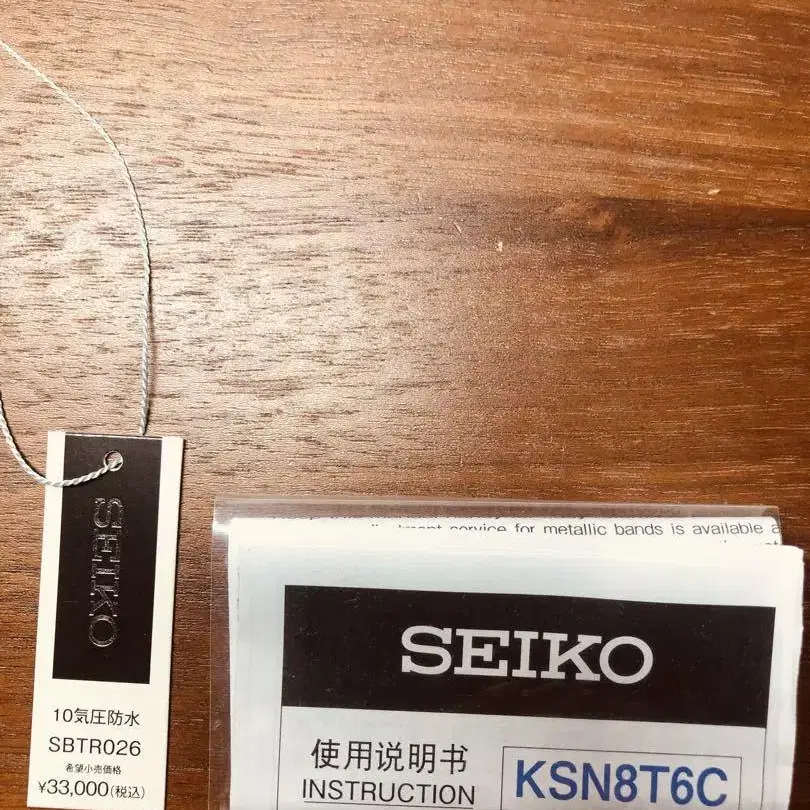 SEIKO
10気圧防水
SBTR026
希望小売価格
¥33,000(税込)
service for metallic bands is available
SEIKO
使用说明书
INSTRUCTION
KSN8T6C